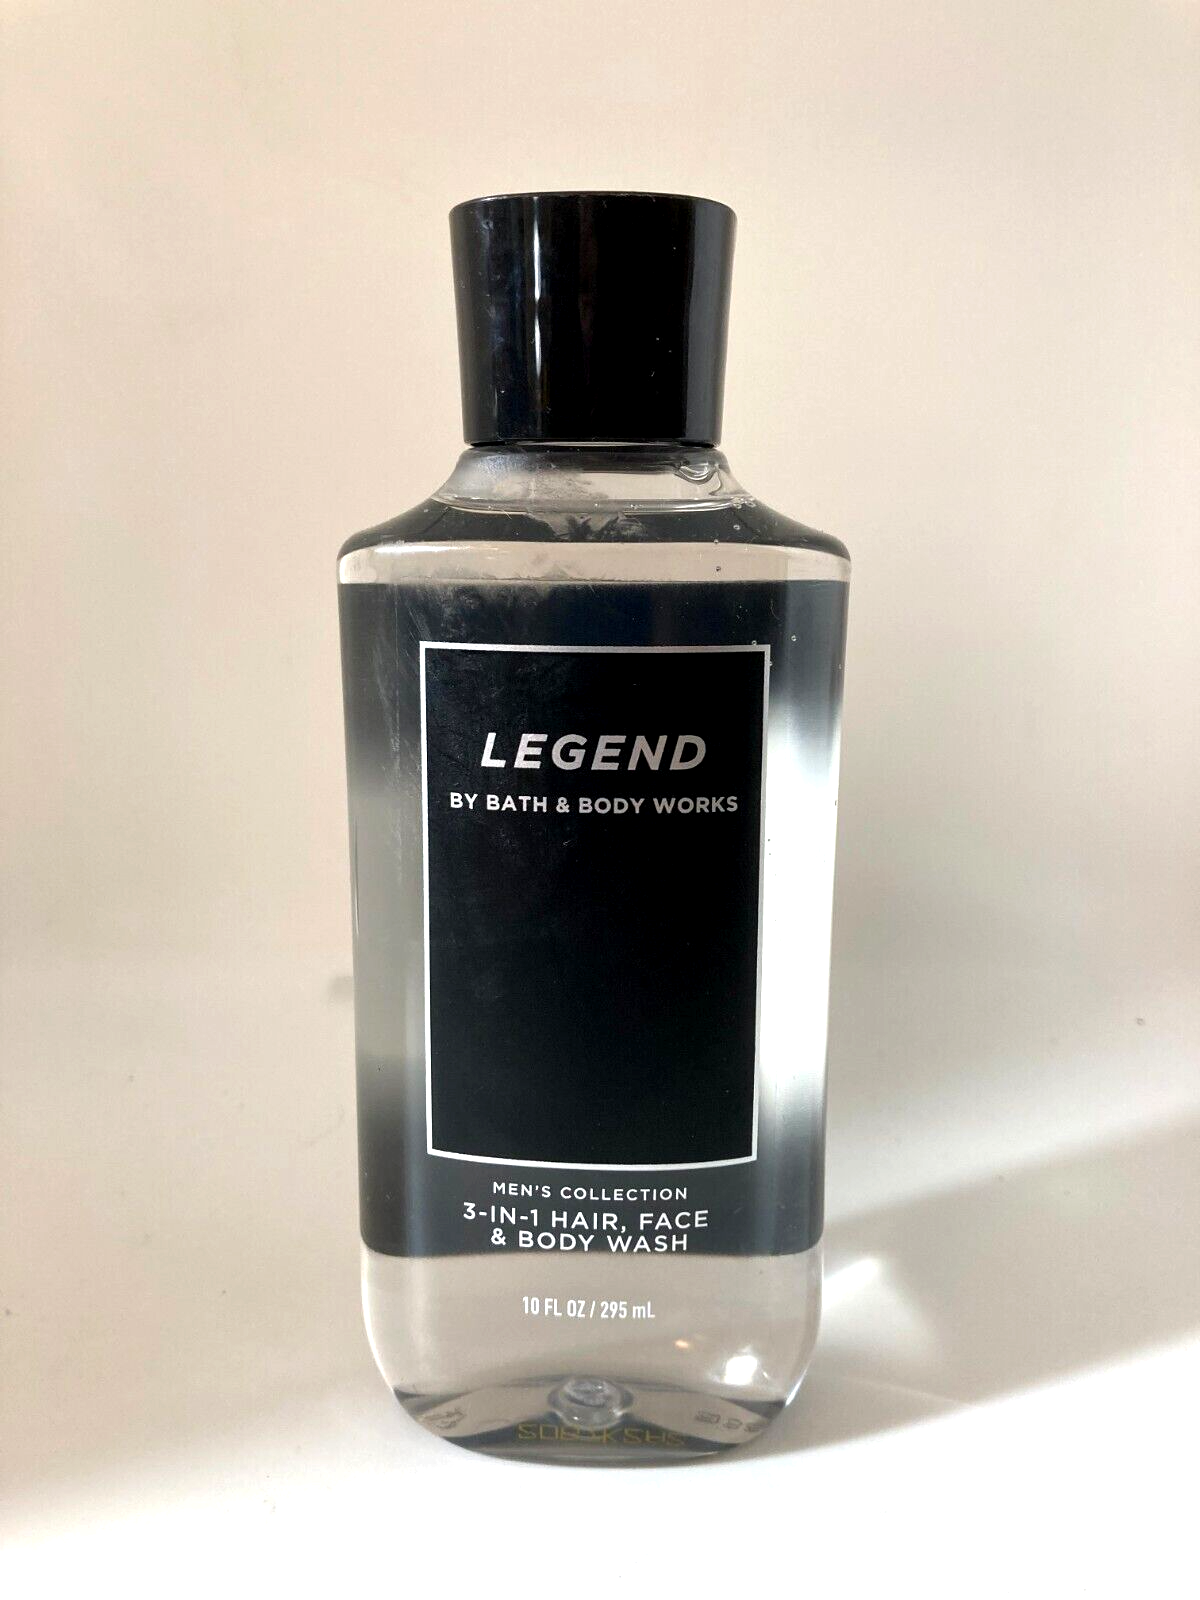 LEGEND
BY BATH & BODY WORKS
MEN'S COLLECTION
3-IN-1 HAIR, FACE
& BODY WASH
10 FL OZ / 295 mL